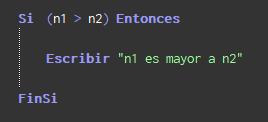 Si (n1 > n2) Entonces
Escribir "n1 es mayor a n2"
FinSi